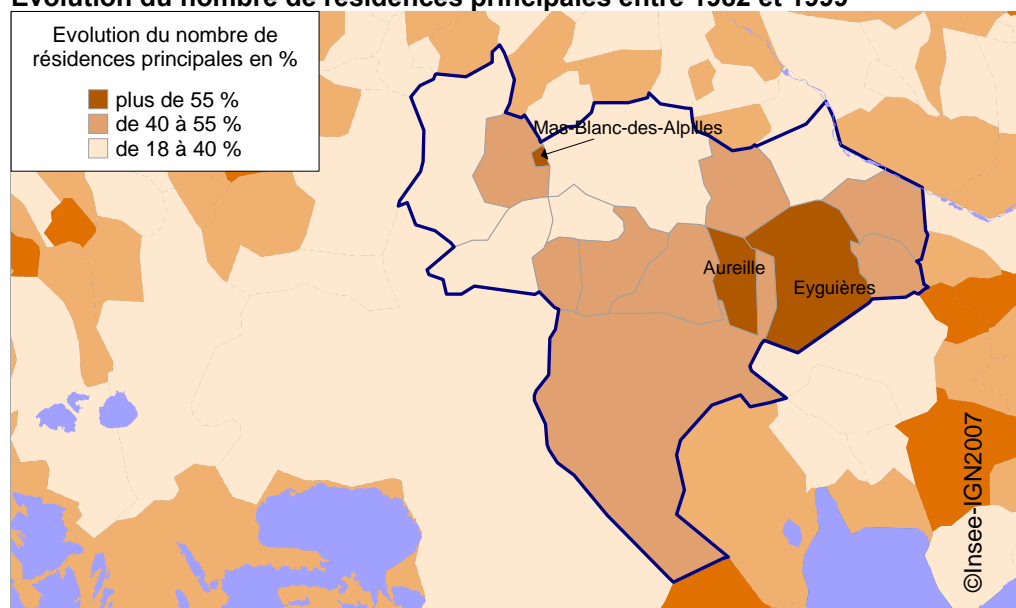 Evolution du nombre de résidences principales entre 1982 et 1999
Evolution du nombre de
résidences principales en %
plus de 55 %
de 40 à 55 %
de 18 à 40 %
Mas-Blanc-des-Alpilles
Aureille
Eyguières
©Insee-IGN2007